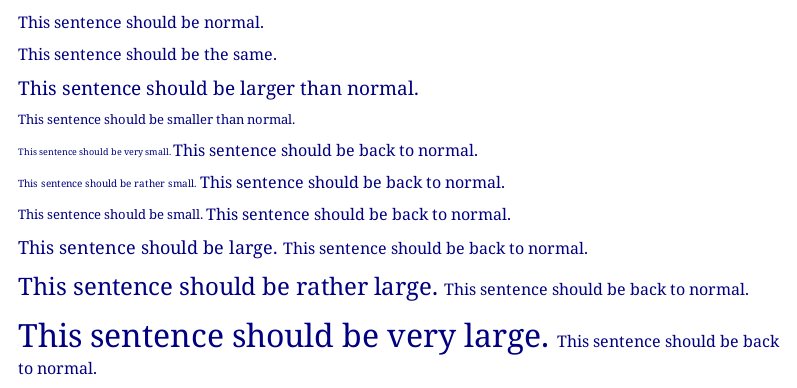 This sentence should be normal.
This sentence should be the same.
This sentence should be larger than normal.
This sentence should be smaller than normal.
This sentence should be very small. This sentence should be back to normal.
This sentence should be rather small. This sentence should be back to normal.
This sentence should be small. This sentence should be back to normal.
This sentence should be large. This sentence should be back to normal.
This sentence should be rather large. This sentence should be back to normal.
This sentence should be very large. This sentence should be back
to normal.